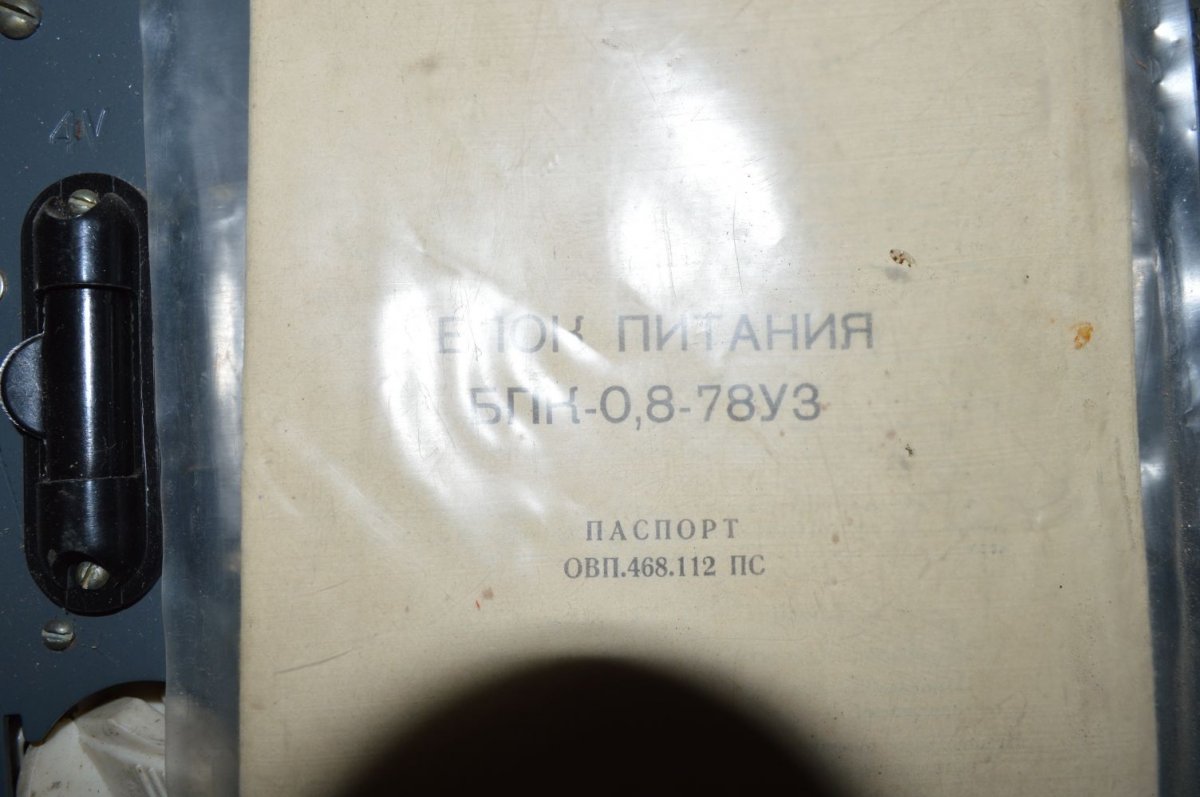 БЛОК ПИТАНИЯ
БПК-0,8-78У3
ПАСПОРТ
ОВП.468.112 ПС